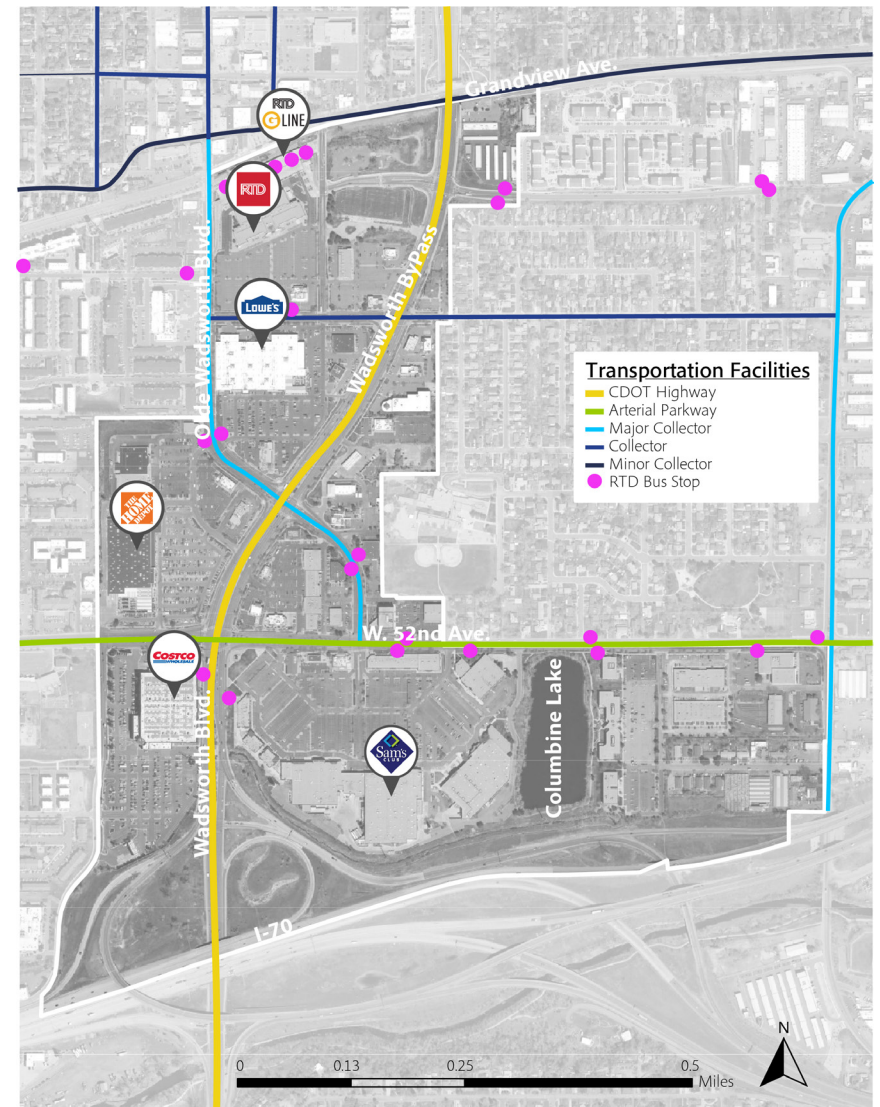 Grandview Ave.
RTD
G LINE
RTD
Olde Wadsworth Blvd.
Wadsworth ByPass
LOWE'S
Transportation Facilities
CDOT Highway
Arterial Parkway
Major Collector
Collector
Minor Collector
RTD Bus Stop
THE
HOME
DEPOT
W. 52nd Ave.
COSTCO
WHOLESALE
Wadsworth Blvd.
Sam's
CLUB
Columbine Lake
I-70
N
0 0.13 0.25 0.5
Miles